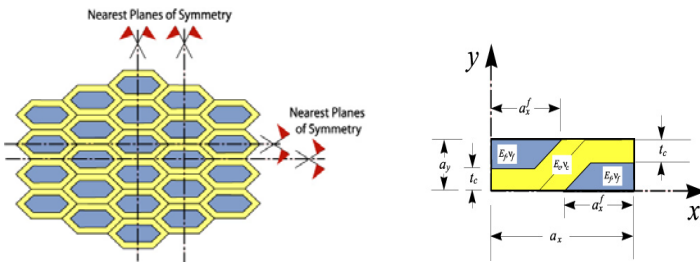 Nearest Planes of Symmetry
Nearest Planes
of Symmetry
y
a_x^f
a_y
t_c
E_f,ν_f
E_c,ν_c
t_c
E_f,ν_f
a_x^f
x
a_x